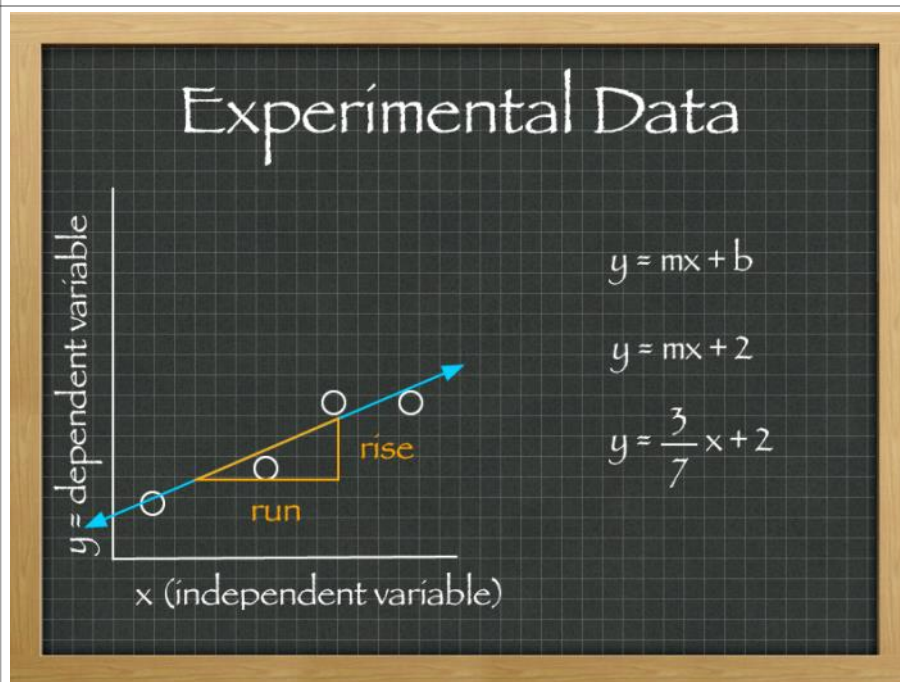 Experimental Data
y = dependent variable
rise
run
x (independent variable)
y = mx + b
y = mx + 2
y = 3/7 x + 2